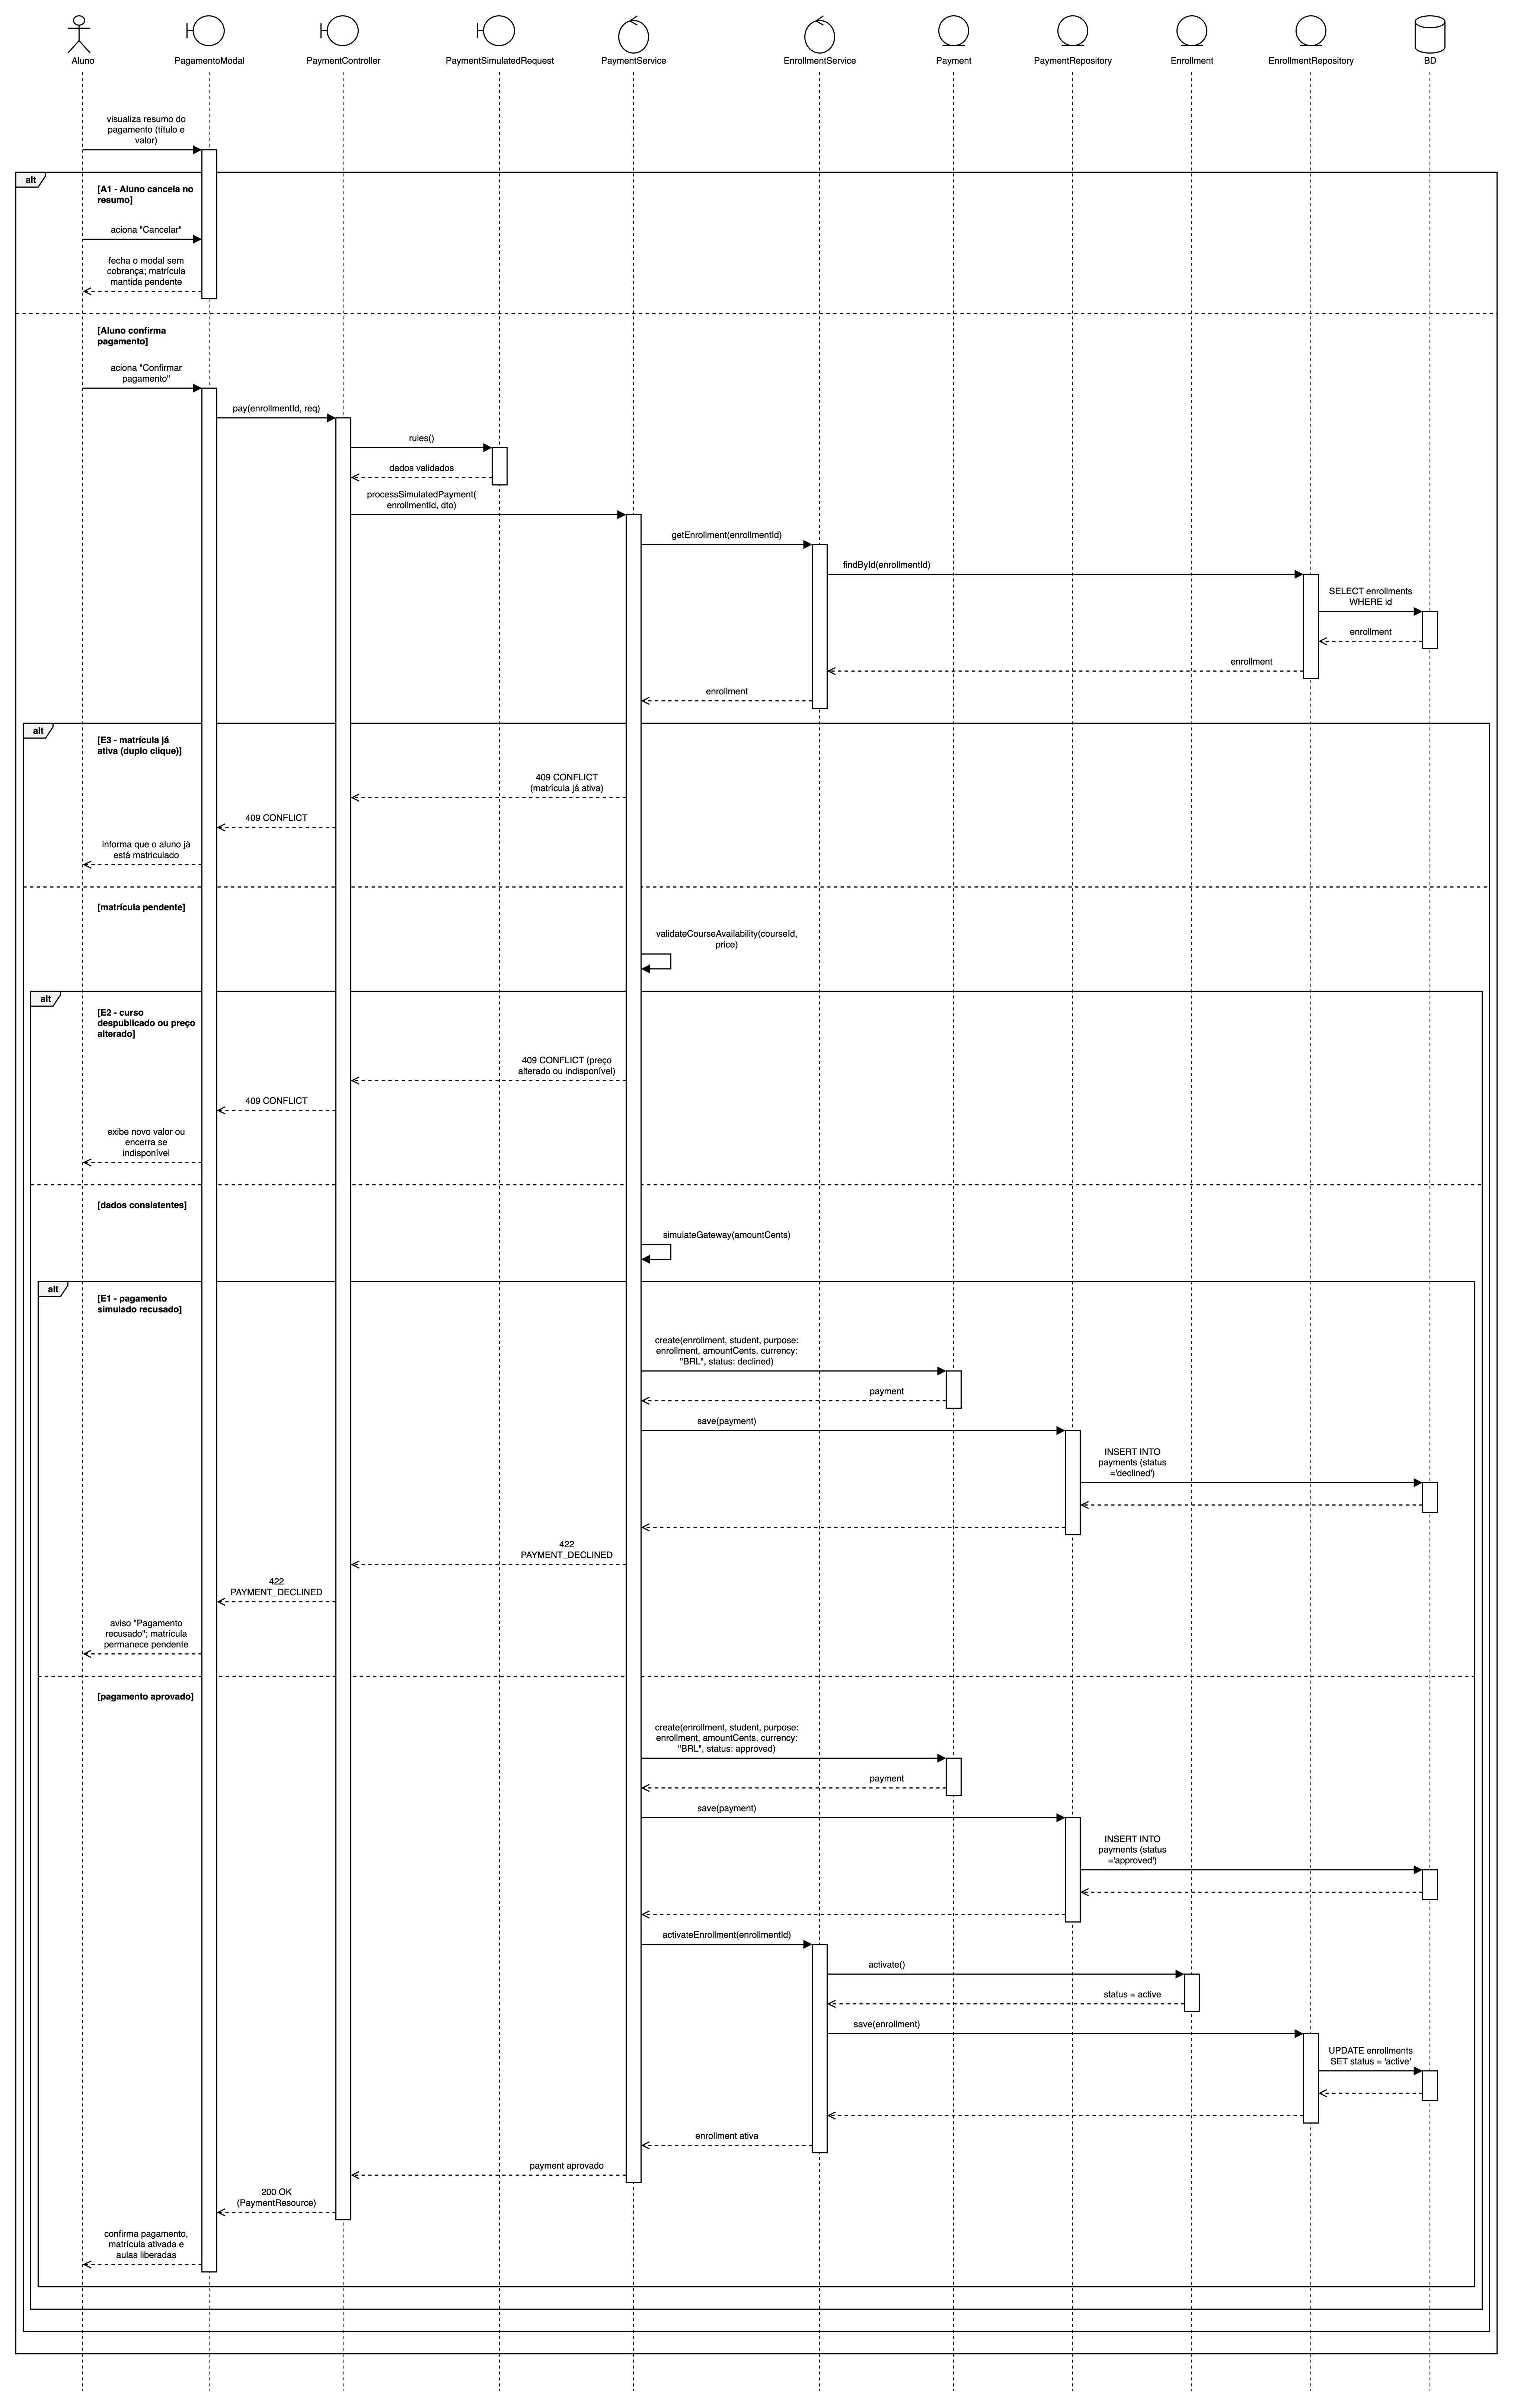 Aluno
PagamentoModal
PaymentController
PaymentSimulatedRequest
PaymentService
EnrollmentService
Payment
PaymentRepository
Enrollment
EnrollmentRepository
BD
visualiza resumo do
pagamento (título e
valor)
alt
[A1 - Aluno cancela no
resumo]
aciona "Cancelar"
fecha o modal sem
cobrança; matrícula
mantida pendente
[Aluno confirma
pagamento]
aciona "Confirmar
pagamento"
pay(enrollmentId, req)
rules()
dados validados
processSimulatedPayment(
enrollmentId, dto)
getEnrollment(enrollmentId)
findById(enrollmentId)
SELECT enrollments
WHERE id
enrollment
enrollment
enrollment
alt
[E3 - matrícula já
ativa (duplo clique)]
409 CONFLICT
(matrícula já ativa)
409 CONFLICT
informa que o aluno já
está matriculado
[matrícula pendente]
validateCourseAvailability(courseId,
price)
alt
[E2 - curso
despublicado ou preço
alterado]
409 CONFLICT (preço
alterado ou indisponível)
409 CONFLICT
exibe novo valor ou
encerra se
indisponível
[dados consistentes]
simulateGateway(amountCents)
alt
[E1 - pagamento
simulado recusado]
create(enrollment, student, purpose:
enrollment, amountCents, currency:
"BRL", status: declined)
payment
save(payment)
INSERT INTO
payments (status
='declined')
422
PAYMENT_DECLINED
422
PAYMENT_DECLINED
aviso "Pagamento
recusado"; matrícula
permanece pendente
[pagamento aprovado]
create(enrollment, student, purpose:
enrollment, amountCents, currency:
"BRL", status: approved)
payment
save(payment)
INSERT INTO
payments (status
='approved')
activateEnrollment(enrollmentId)
activate()
status = active
save(enrollment)
UPDATE enrollments
SET status = 'active'
enrollment ativa
payment aprovado
200 OK
(PaymentResource)
confirma pagamento,
matrícula ativada e
aulas liberadas